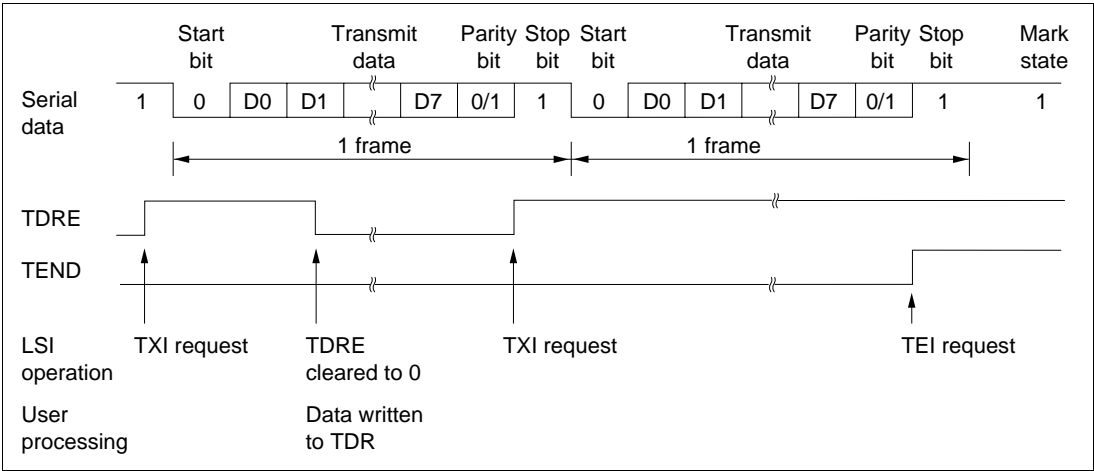 Start Transmit Parity Stop Start Transmit Parity Stop Mark
bit data bit bit bit data bit bit state
Serial data 1 0 D0 D1 D7 0/1 1 0 D0 D1 D7 0/1 1 1
1 frame 1 frame
TDRE
TEND
LSI TXI request TDRE TXI request TEI request
operation cleared to 0
User Data written
processing to TDR